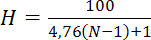 H = 100 / 4,76(N−1)+1